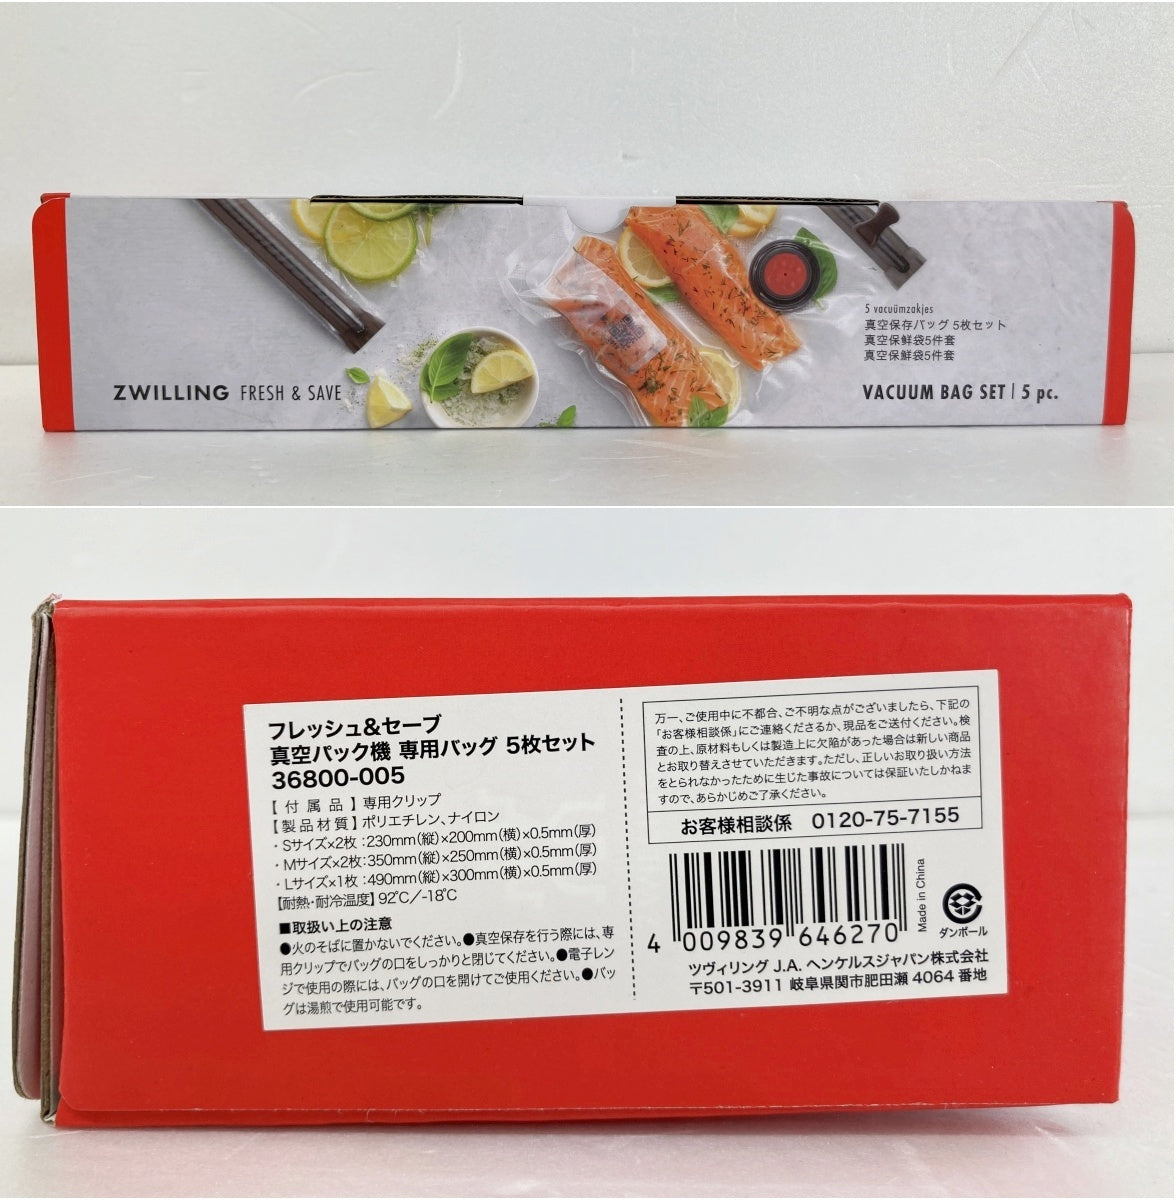 5 vacuümzakjes
真空保存バッグ 5枚セット
真空保鮮袋5件套
真空保鮮袋5件套
ZWILLING FRESH & SAVE
VACUUM BAG SET | 5 pc.
フレッシュ&セーブ
真空パック機 専用バッグ 5枚セット
36800-005
【付属品】専用クリップ
【製品材質】ポリエチレン、ナイロン
・Sサイズ×2枚:230mm(縦)×200mm(横)×0.5mm(厚)
・Mサイズ×2枚:350mm(縦)×250mm(横)×0.5mm(厚)
・Lサイズ×1枚:490mm(縦)×300mm(横)×0.5mm(厚)
【耐熱・耐冷温度】92℃/-18℃
■取扱い上の注意
●火のそばに置かないでください。●真空保存を行う際には、専
用クリップでバッグの口をしっかりと閉じてください。●電子レン
ジで使用の際には、バッグの口を開けてご使用ください。●バッ
グは湯煎で使用可能です。
万一、ご使用中に不都合、ご不明な点がございましたら、下記の
「お客様相談係」にご連絡くださるか、現品をご送付ください。検
査の上、原材料もしくは製造上に欠陥があった場合は新しい商品
とお取り替えさせていただきます。ただし、正しいお取り扱い方法
をとられなかったために生じた事故については保証いたしかねま
すので、あらかじめご了承ください。
お客様相談係 0120-75-7155
Made in China
4 009839 646270
ダンボール
ツヴィリング J.A. ヘンケルスジャパン株式会社
〒501-3911 岐阜県関市肥田瀬 4064 番地